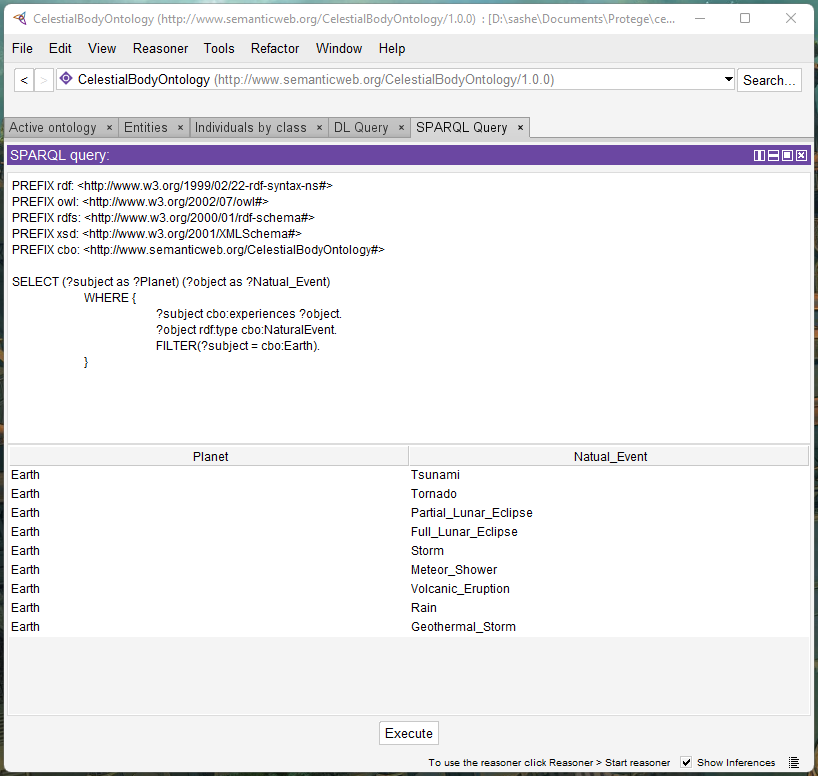 CelestialBodyOntology (http://www.semanticweb.org/CelestialBodyOntology/1.0.0) : [D:\sashe\Documents\Protege\ce...
File Edit View Reasoner Tools Refactor Window Help
< > CelestialBodyOntology (http://www.semanticweb.org/CelestialBodyOntology/1.0.0) Search...
Active ontology × Entities × Individuals by class × DL Query × SPARQL Query ×
SPARQL query:
PREFIX rdf: <http://www.w3.org/1999/02/22-rdf-syntax-ns#>
PREFIX owl: <http://www.w3.org/2002/07/owl#>
PREFIX rdfs: <http://www.w3.org/2000/01/rdf-schema#>
PREFIX xsd: <http://www.w3.org/2001/XMLSchema#>
PREFIX cbo: <http://www.semanticweb.org/CelestialBodyOntology#>
SELECT (?subject as ?Planet) (?object as ?Natual_Event)
WHERE {
?subject cbo:experiences ?object.
?object rdf:type cbo:NaturalEvent.
FILTER(?subject = cbo:Earth).
}
Planet Natual_Event
Earth Tsunami
Earth Tornado
Earth Partial_Lunar_Eclipse
Earth Full_Lunar_Eclipse
Earth Storm
Earth Meteor_Shower
Earth Volcanic_Eruption
Earth Rain
Earth Geothermal_Storm
Execute
To use the reasoner click Reasoner > Start reasoner Show Inferences